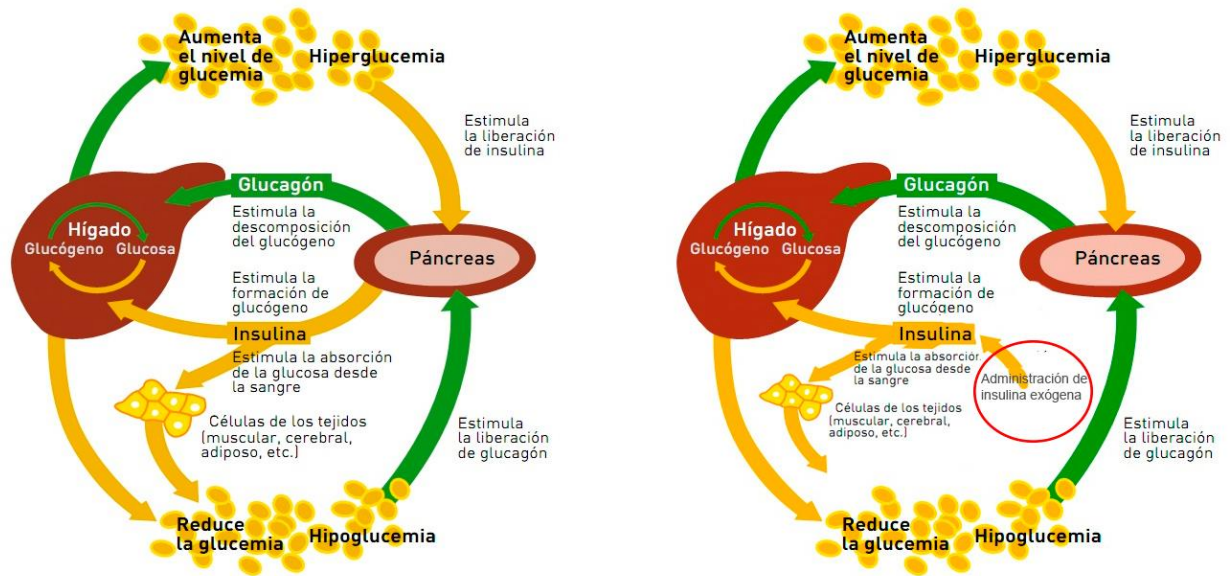 Aumenta
el nivel de
glucemia
Hiperglucemia
Estimula
la liberación
de insulina
Glucagón
Estimula la
descomposición
del glucógeno
Hígado
Glucógeno Glucosa
Páncreas
Estimula la
formación de
glucógeno
Insulina
Estimula la absorción
de la glucosa desde
la sangre
Células de los tejidos
(muscular, cerebral,
adiposo, etc.)
Estimula
la liberación
de glucagón
Reduce
la glucemia
Hipoglucemia
Aumenta
el nivel de
glucemia
Hiperglucemia
Estimula
la liberación
de insulina
Glucagón
Estimula la
descomposición
del glucógeno
Hígado
Glucógeno Glucosa
Páncreas
Estimula la
formación de
glucógeno
Insulina
Estimula la absorción
de la glucosa desde
la sangre
Administración de
insulina exógena
Células de los tejidos
(muscular, cerebral,
adiposo, etc.)
Estimula
la liberación
de glucagón
Reduce
la glucemia
Hipoglucemia